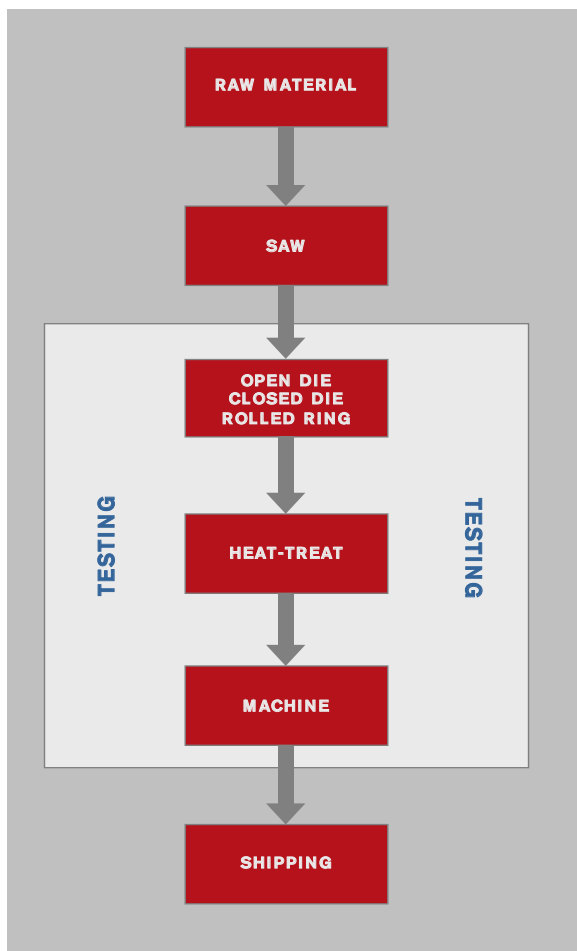 RAW MATERIAL
SAW
OPEN DIE
CLOSED DIE
ROLLED RING
TESTING
TESTING
HEAT-TREAT
MACHINE
SHIPPING